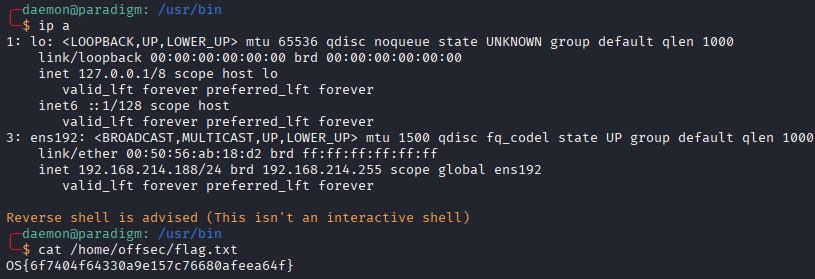 daemon@paradigm: /usr/bin
$ ip a
1: lo: <LOOPBACK,UP,LOWER_UP> mtu 65536 qdisc noqueue state UNKNOWN group default qlen 1000
    link/loopback 00:00:00:00:00:00 brd 00:00:00:00:00:00
    inet 127.0.0.1/8 scope host lo
       valid_lft forever preferred_lft forever
    inet6 ::1/128 scope host
       valid_lft forever preferred_lft forever
3: ens192: <BROADCAST,MULTICAST,UP,LOWER_UP> mtu 1500 qdisc fq_codel state UP group default qlen 1000
    link/ether 00:50:56:ab:18:d2 brd ff:ff:ff:ff:ff:ff
    inet 192.168.214.188/24 brd 192.168.214.255 scope global ens192
       valid_lft forever preferred_lft forever
Reverse shell is advised (This isn't an interactive shell)
daemon@paradigm: /usr/bin
$ cat /home/offsec/flag.txt
OS{6f7404f64330a9e157c76680afeea64f}